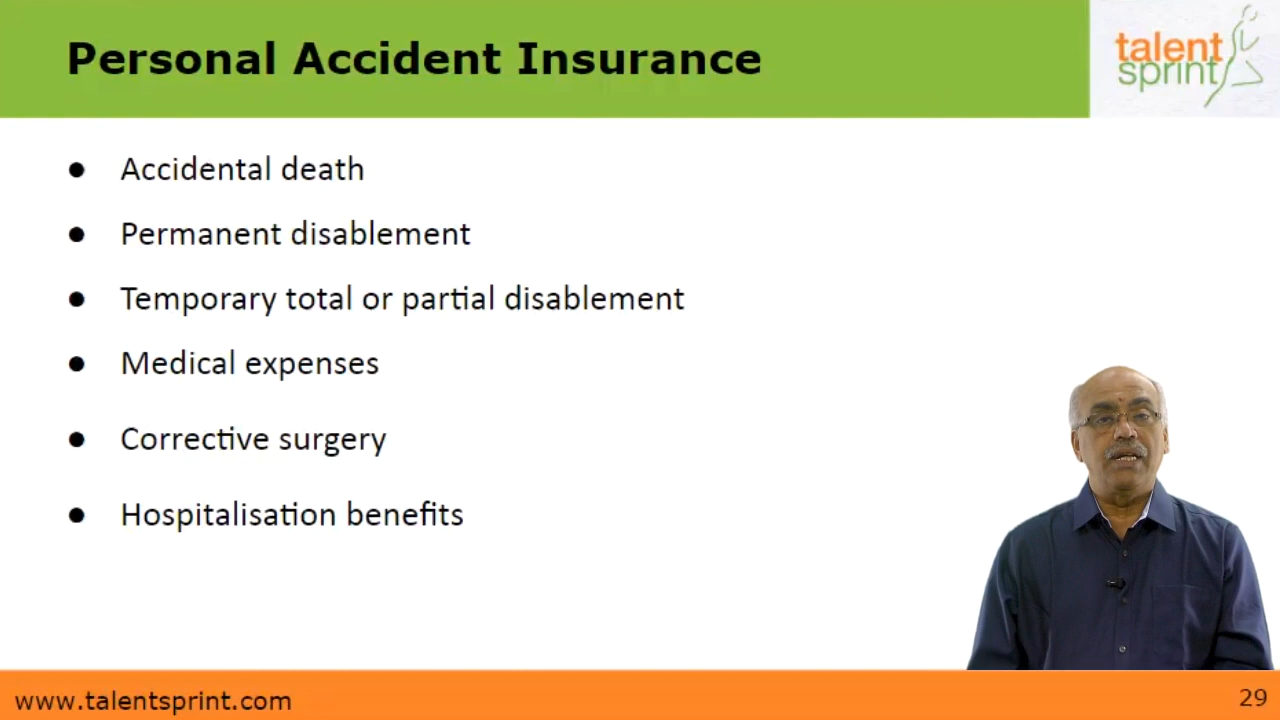 Personal Accident Insurance
talent
sprint
● Accidental death
● Permanent disablement
● Temporary total or partial disablement
● Medical expenses
● Corrective surgery
● Hospitalisation benefits
www.talentsprint.com
29